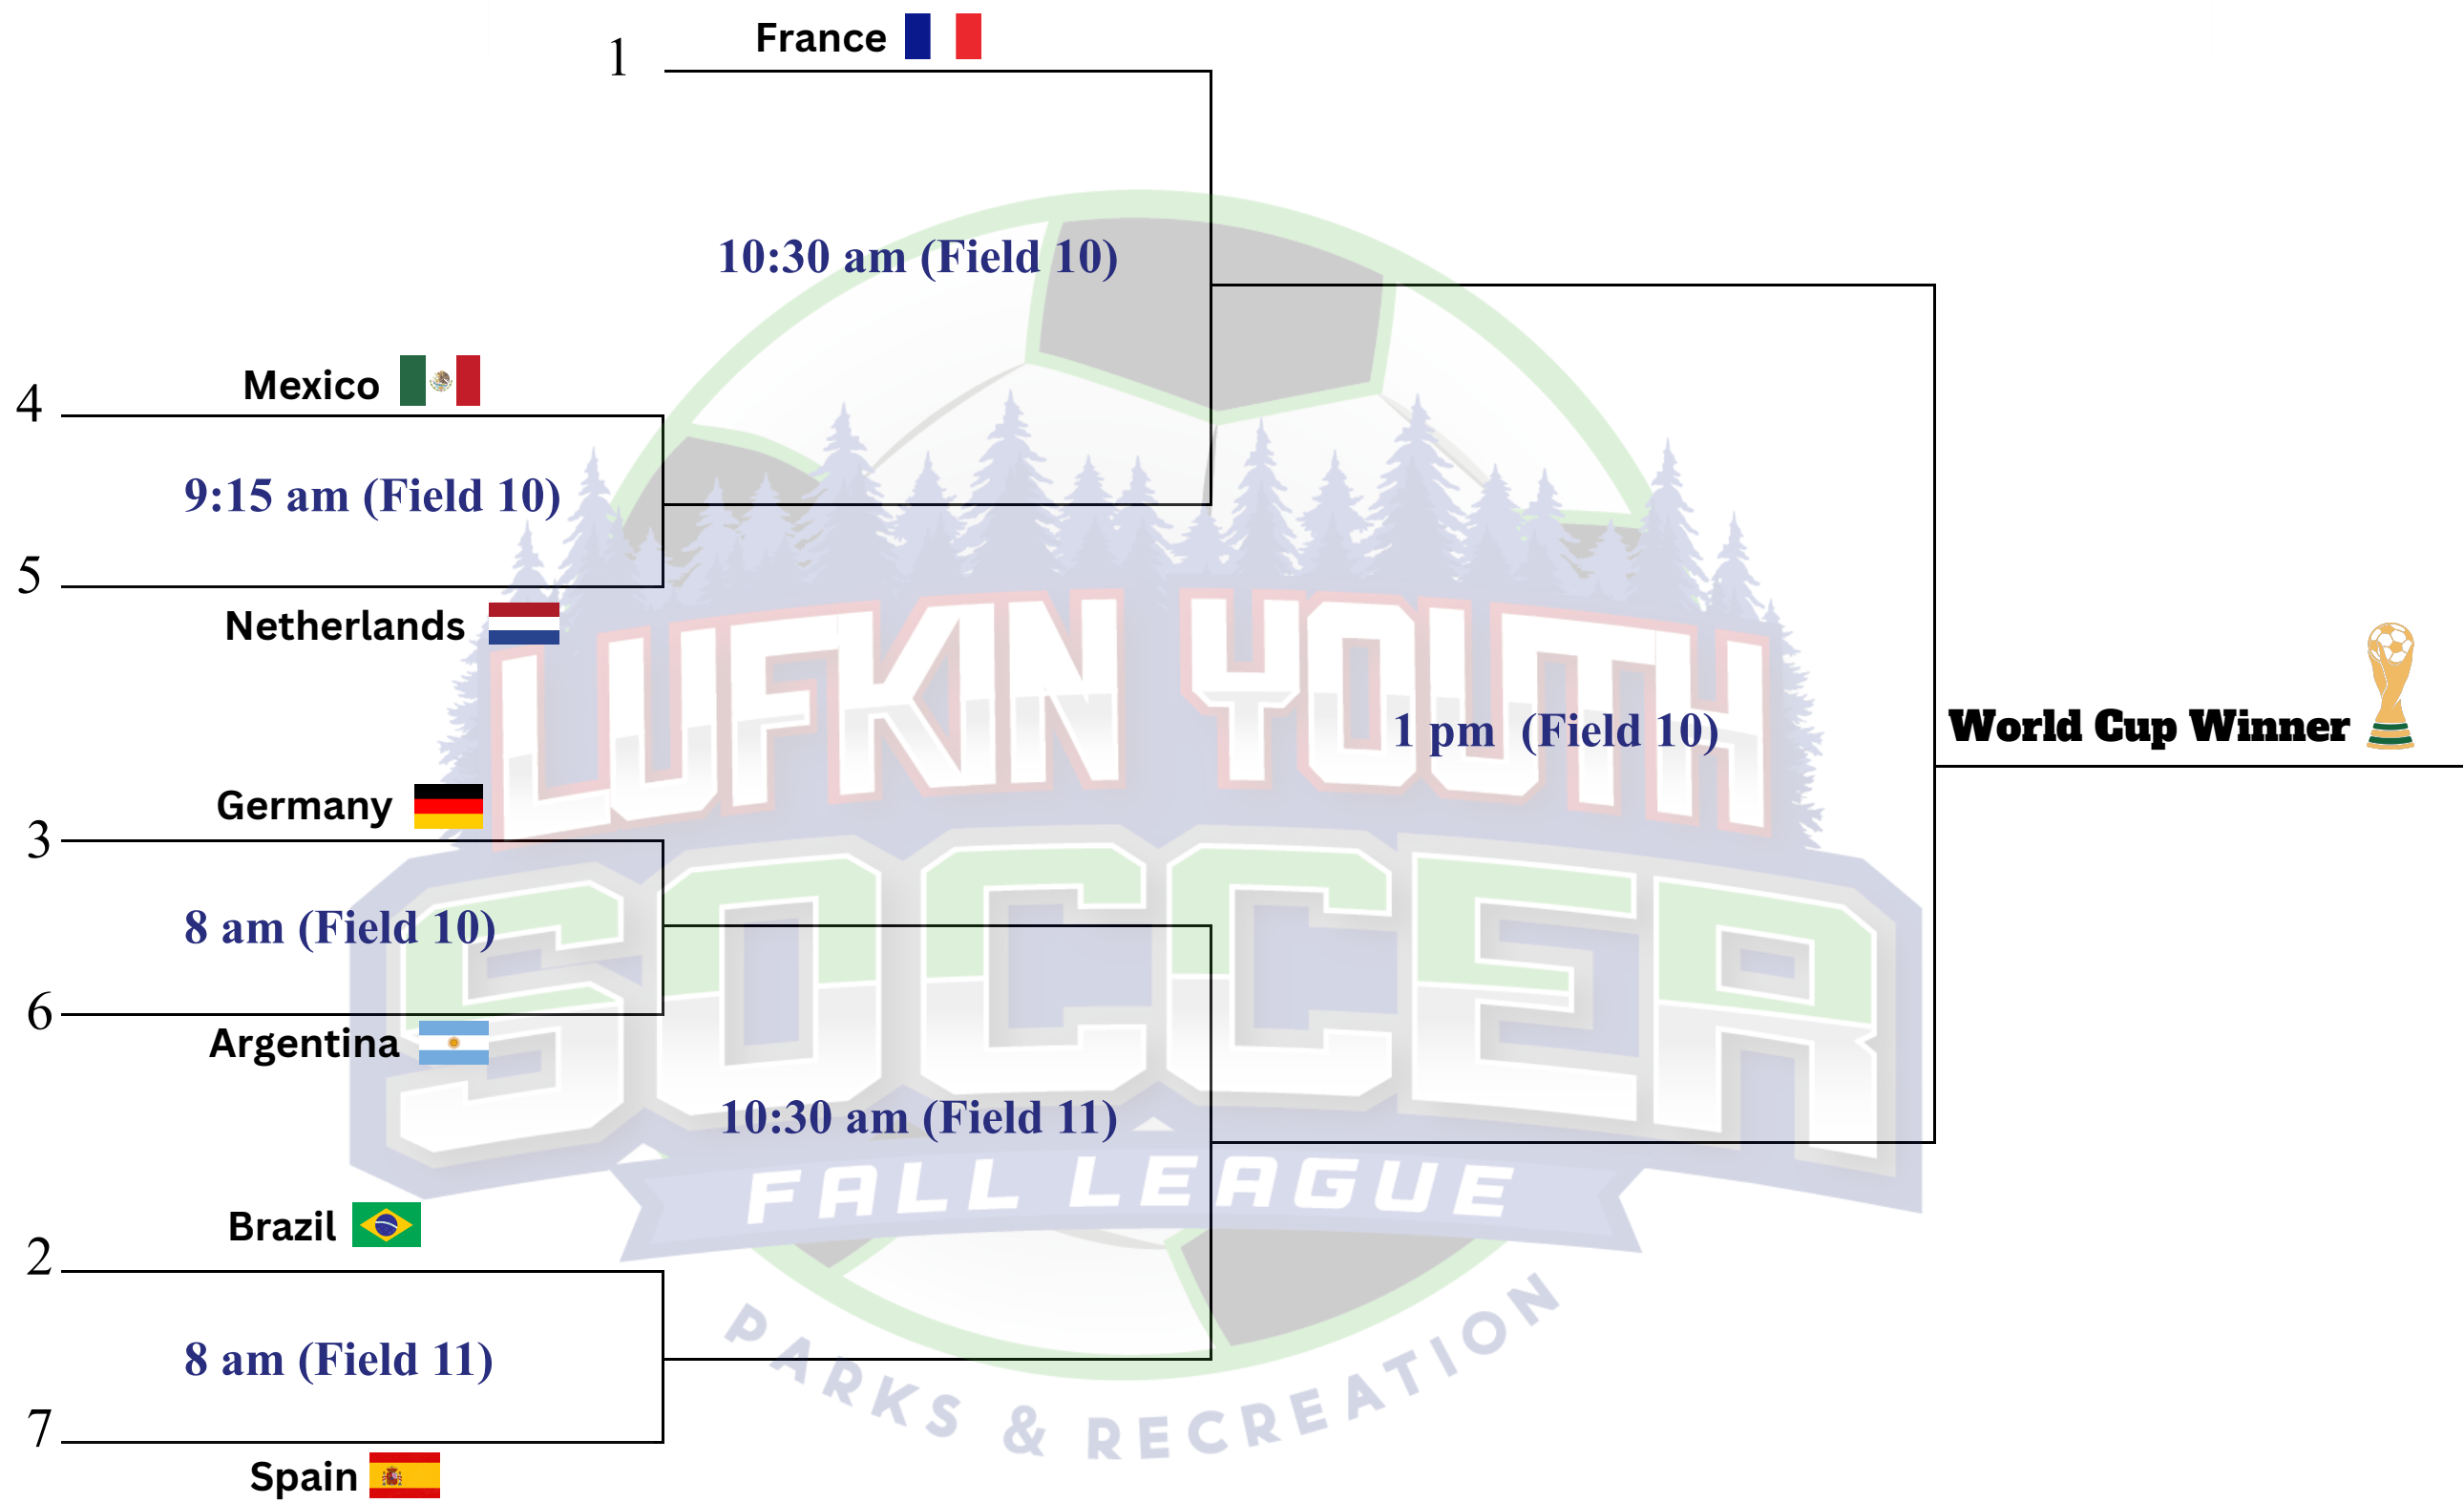 1
France
10:30 am (Field 10)
4
Mexico
9:15 am (Field 10)
5
Netherlands
LUFKIN YOUTH
1 pm (Field 10)
World Cup Winner
3
Germany
8 am (Field 10)
SOCCER
6
Argentina
10:30 am (Field 11)
FALL LEAGUE
2
Brazil
8 am (Field 11)
PARKS & RECREATION
7
Spain